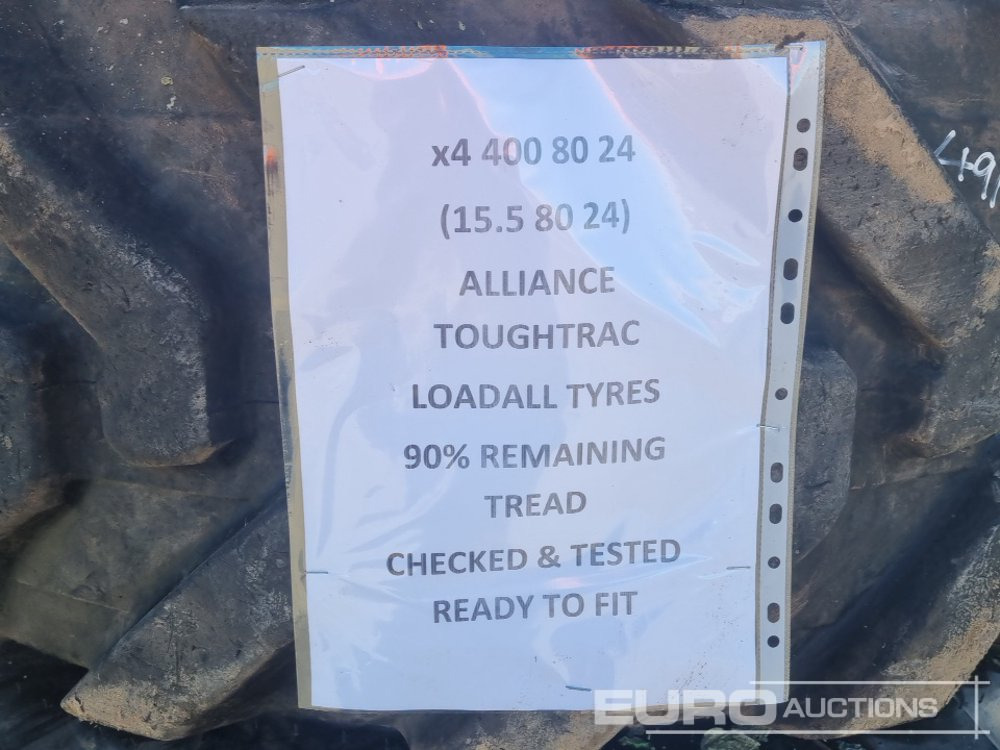 x4 400 80 24
(15.5 80 24)
ALLIANCE
TOUGHTRAC
LOADALL TYRES
90% REMAINING
TREAD
CHECKED & TESTED
READY TO FIT
EURO AUCTIONS